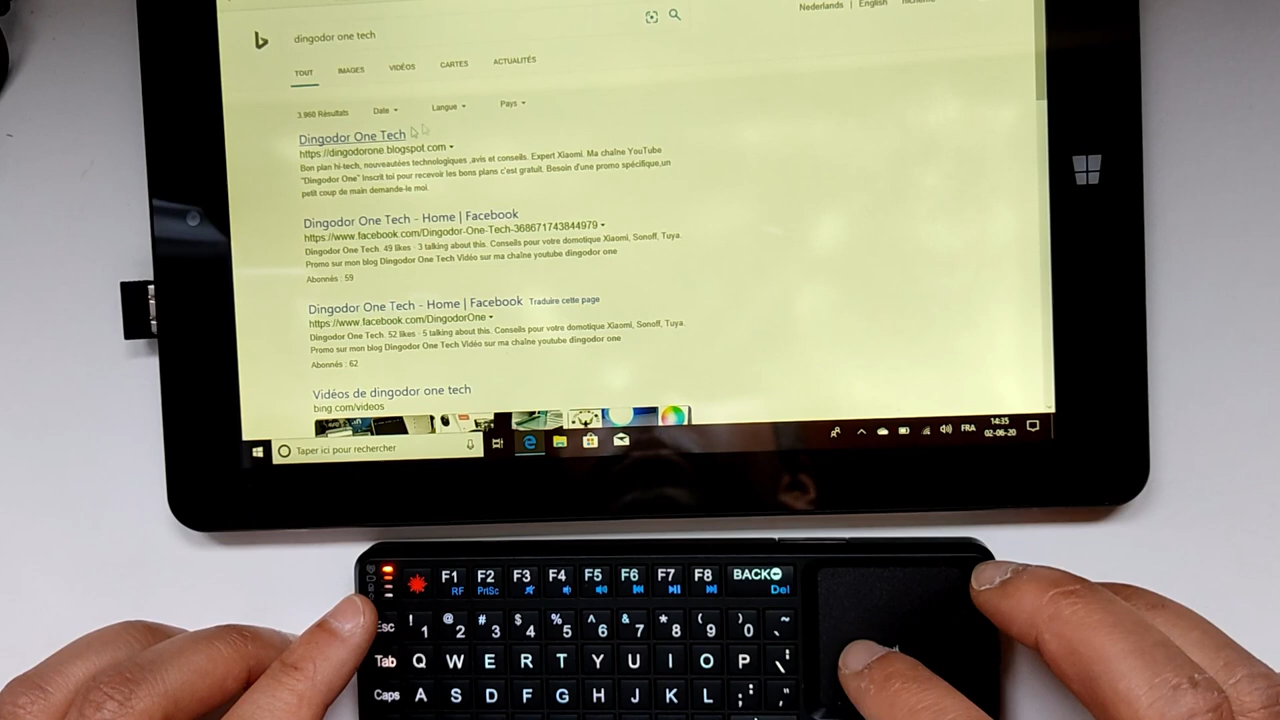 Nederlands | English
dingodor one tech
TOUT IMAGES VIDÉOS CARTES ACTUALITÉS
3.960 Résultats Date Langue Pays
Dingodor One Tech
https://dingodorone.blogspot.com
Bon plan hi-tech, nouveautées technologiques ,avis et conseils. Expert Xiaomi. Ma chaîne YouTube
"Dingodor One" Inscrit toi pour recevoir les bons plans c'est gratuit. Besoin d'une promo spécifique,un
petit coup de main demande-le moi.
Dingodor One Tech - Home | Facebook
https://www.facebook.com/Dingodor-One-Tech-368671743844979
Dingodor One Tech. 49 likes · 3 talking about this. Conseils pour votre domotique Xiaomi, Sonoff, Tuya.
Promo sur mon blog Dingodor One Tech Vidéo sur ma chaîne youtube dingodor one
Abonnés : 59
Dingodor One Tech - Home | Facebook Traduire cette page
https://www.facebook.com/DingodorOne
Dingodor One Tech. 52 likes · 5 talking about this. Conseils pour votre domotique Xiaomi, Sonoff, Tuya.
Promo sur mon blog Dingodor One Tech Vidéo sur ma chaîne youtube dingodor one
Abonnés : 62
Vidéos de dingodor one tech
bing com/videos
Taper ici pour rechercher
FRA
14:35
02-06-20
F1 F2 F3 F4 F5 F6 F7 F8 BACK
RF PrtSc Del
Esc ! 1 @ 2 # 3 $ 4 % 5 ^ 6 & 7 * 8 ( 9 ) 0 ` ~
Tab Q W E R T Y U I O P \ ¦
Caps A S D F G H J K L ; : , "